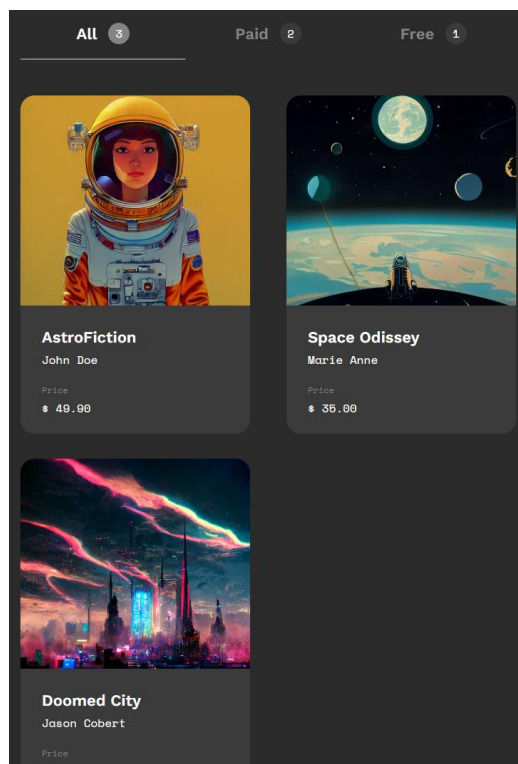 All 3 Paid 2 Free 1
AstroFiction
John Doe
Price
$ 49.90
Space Odissey
Marie Anne
Price
$ 35.00
Doomed City
Jason Cobert
Price